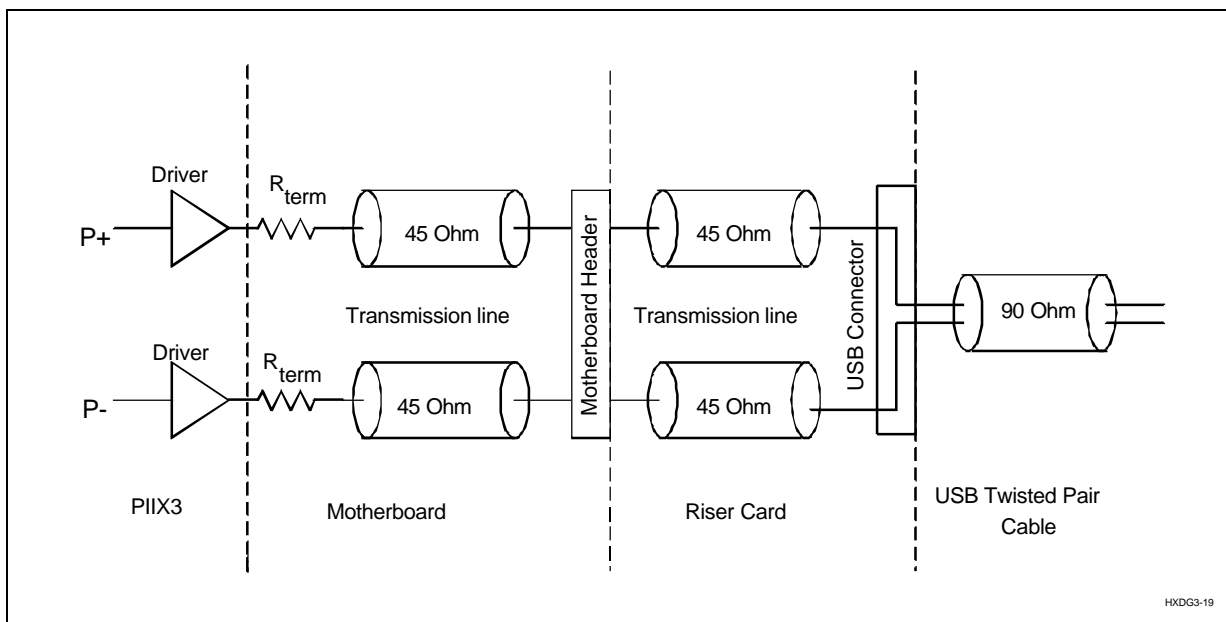 Driver
R
term
P+
45 Ohm
45 Ohm
Motherboard Header
USB Connector
90 Ohm
Transmission line
Transmission line
Driver
R
term
P-
45 Ohm
45 Ohm
PIIX3
Motherboard
Riser Card
USB Twisted Pair
Cable
HXDG3-19